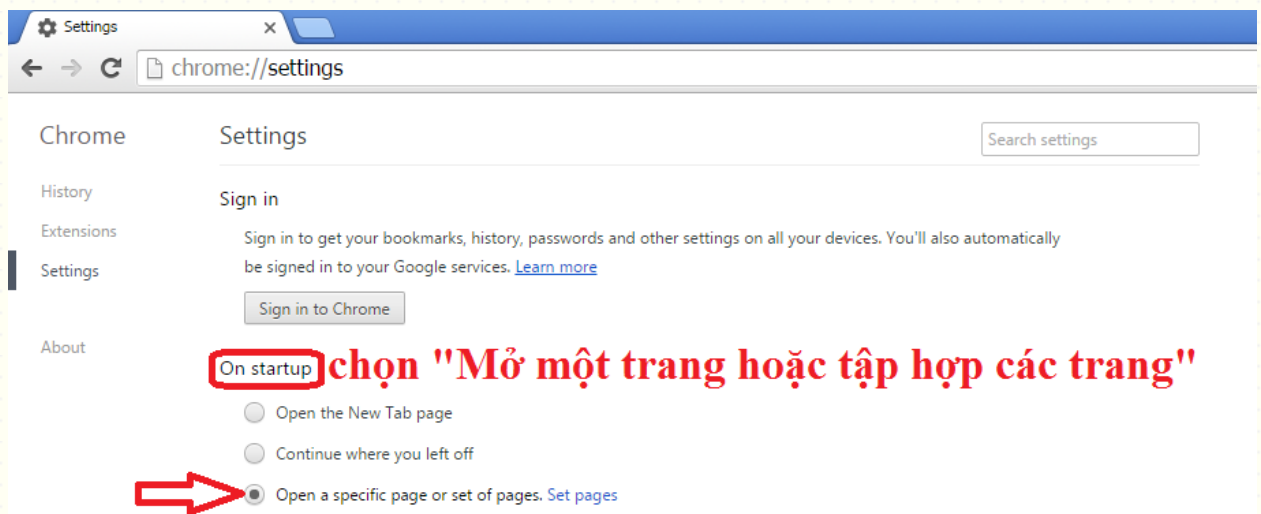 Settings
chrome://settings
Chrome
Settings
Search settings
History
Sign in
Extensions
Sign in to get your bookmarks, history, passwords and other settings on all your devices. You'll also automatically
Settings
be signed in to your Google services. Learn more
Sign in to Chrome
About
On startup chọn "Mở một trang hoặc tập hợp các trang"
Open the New Tab page
Continue where you left off
Open a specific page or set of pages. Set pages